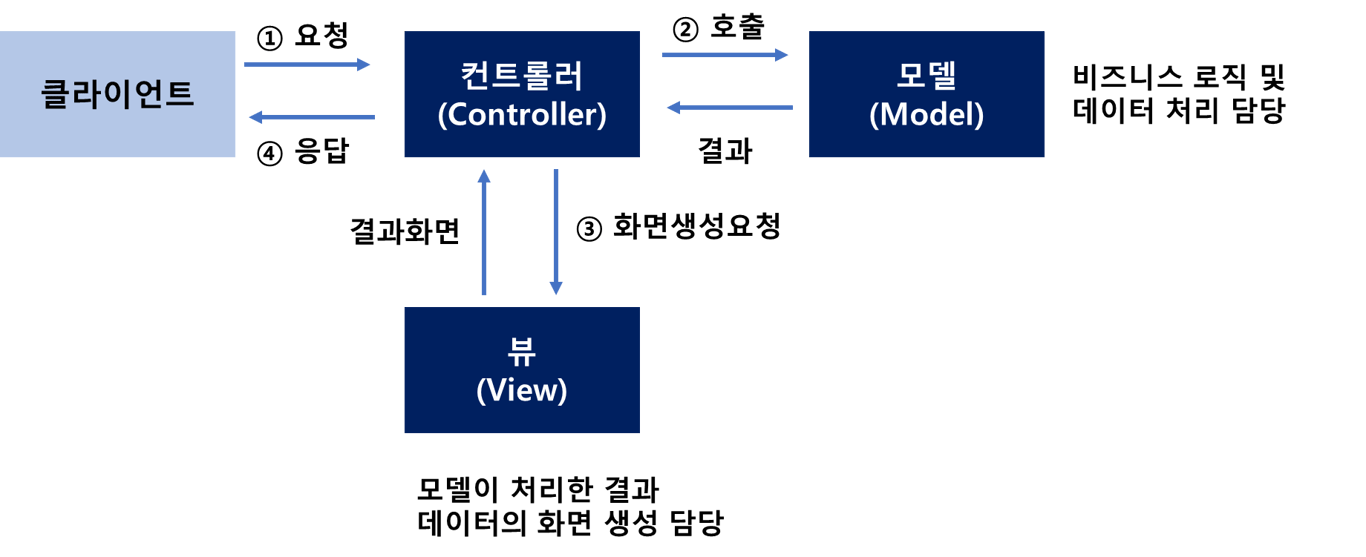 ① 요청
② 호출
클라이언트
컨트롤러
(Controller)
모델
(Model)
비즈니스 로직 및
데이터 처리 담당
④ 응답
결과
결과화면
③ 화면생성요청
뷰
(View)
모델이 처리한 결과
데이터의 화면 생성 담당